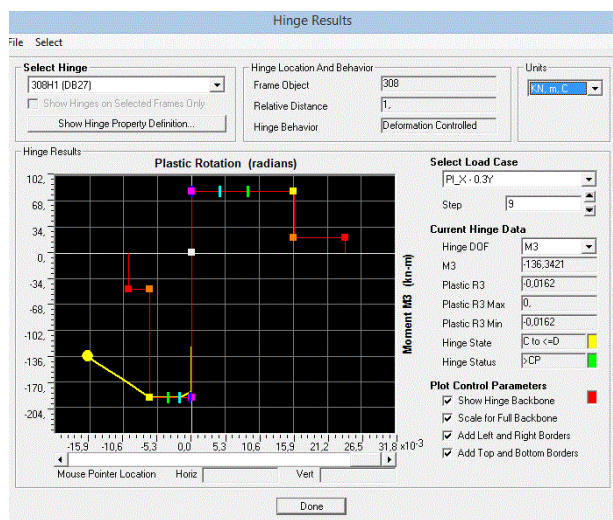 Hinge Results
File Select
Select Hinge
308H1 (DB27)
Show Hinges on Selected Frames Only
Show Hinge Property Definition...
Hinge Location And Behavior
Frame Object 308
Relative Distance 1,
Hinge Behavior Deformation Controlled
Units
KN, m, C
Hinge Results
Plastic Rotation (radians)
102,
68,
34,
0,
-34,
-68,
-102,
-136,
-170,
-204,
Moment M3 (kn-m)
-15,9 -10,6 -5,3 0,0 5,3 10,6 15,9 21,2 26,5 31,8 x10-3
Mouse Pointer Location Horiz Vert
Select Load Case
PI_X - 0.3Y
Step 9
Current Hinge Data
Hinge DOF M3
M3 -136,3421
Plastic R3 -0,0162
Plastic R3 Max 0,
Plastic R3 Min -0,0162
Hinge State C to <=D
Hinge Status >CP
Plot Control Parameters
Show Hinge Backbone
Scale for Full Backbone
Add Left and Right Borders
Add Top and Bottom Borders
Done